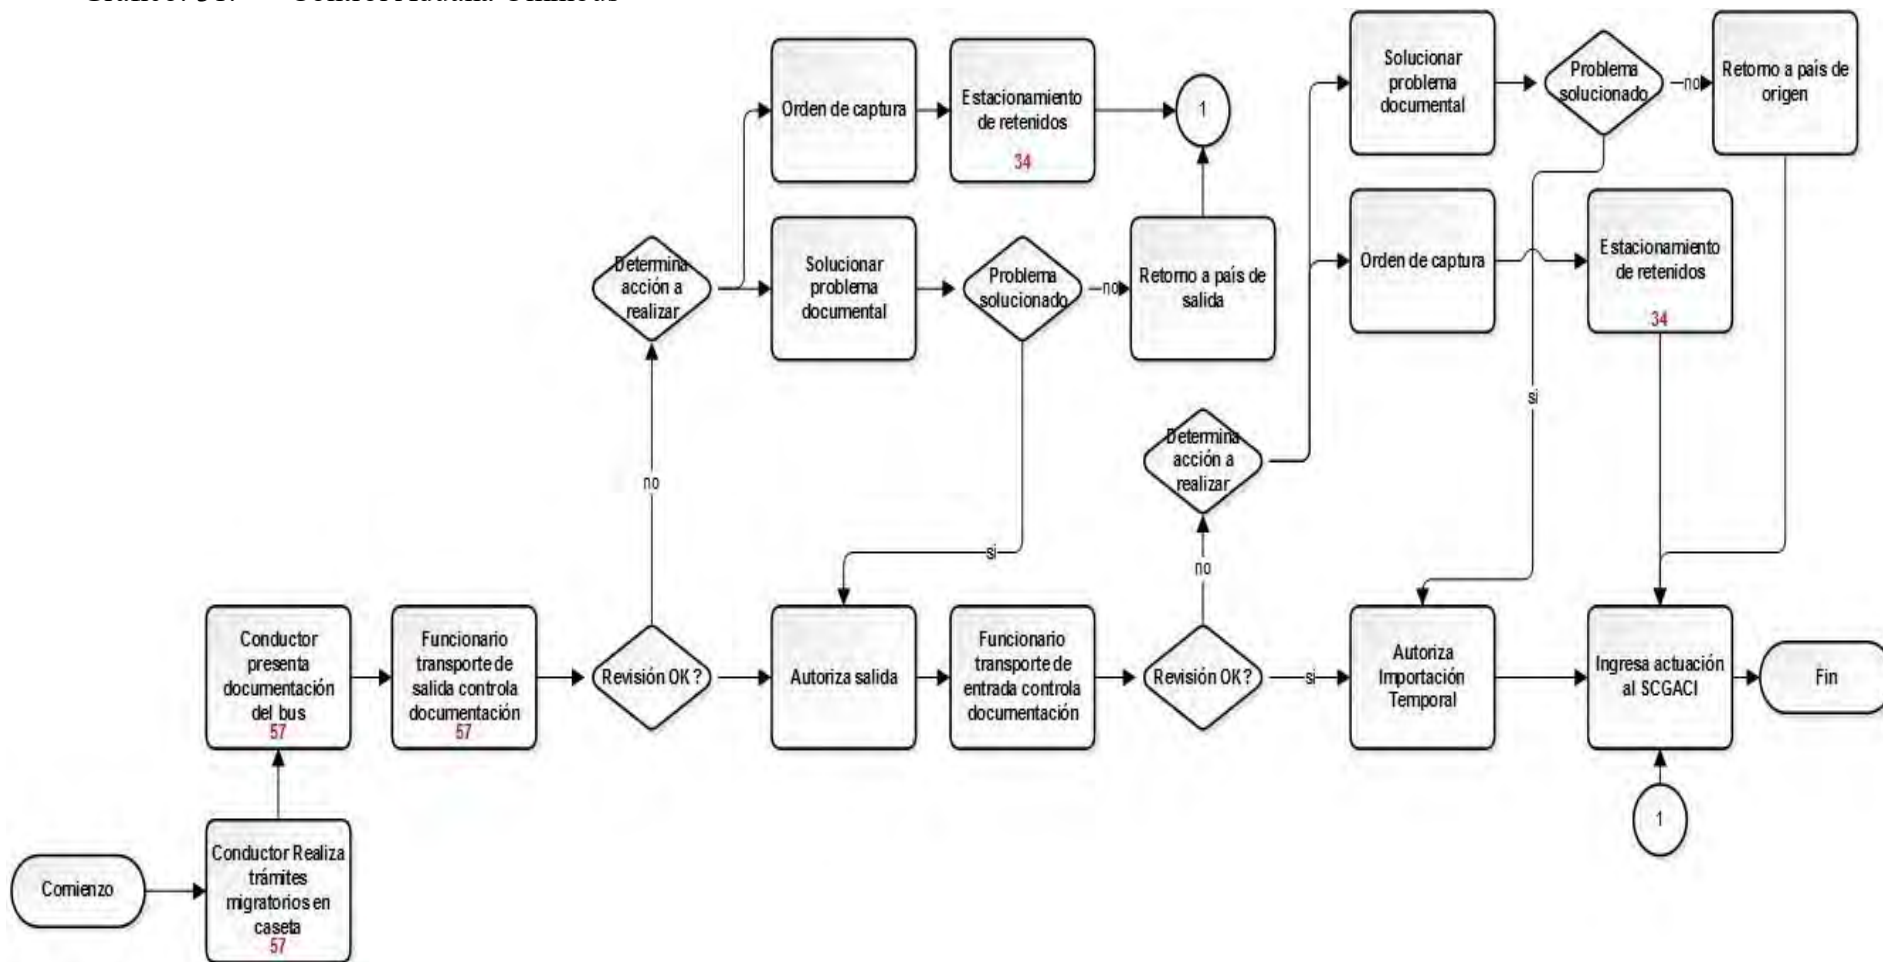 Orden de captura
Estacionamiento
de retenidos
34
1
Solucionar
problema
documental
Problema
solucionado
no
Retorno a país de
origen
Determina
acción a
realizar
Solucionar
problema
documental
Problema
solucionado
no
Retorno a país de
salida
Orden de captura
Estacionamiento
de retenidos
34
si
Determina
acción a
realizar
no
si
no
Conductor
presenta
documentación
del bus
57
Funcionario
transporte de
salida controla
documentación
57
Revisión OK ?
Autoriza salida
Funcionario
transporte de
entrada controla
documentación
Revisión OK?
si
Autoriza
Importación
Temporal
Ingresa actuación
al SCGACI
Fin
1
Comienzo
Conductor Realiza
trámites
migratorios en
caseta
57